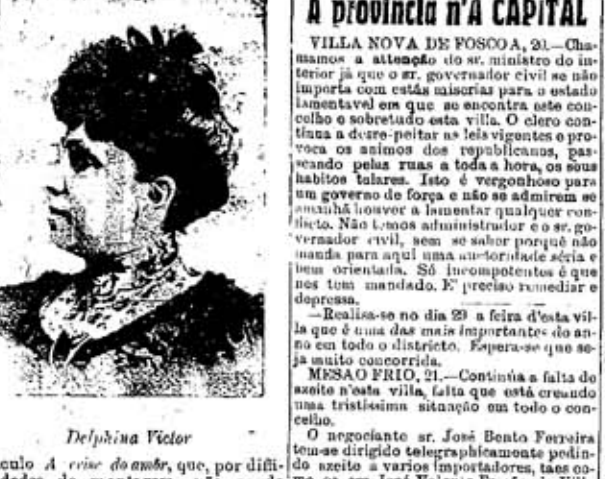 Delphina Victor
culo A crise do amôr, que, por diffi-
A provincia n'A CAPITAL
VILLA NOVA DE FOSCOA, 20.—Cha-
mamos a attenção do sr. ministro do in-
terior já que o sr. governador civil se não
importa com estás miserias para o estado
lamentavel em que se encontra este con-
celho e sobretudo esta villa. O clero con-
tinua a desrespeitar as leis vigentes e pro-
voca os animos dos republicanos, pas-
seando pelas ruas a toda a hora, os seus
habitos talares. Isto é vergonhoso para
um governo de força e não se admirem se
amanhã houver a lamentar qualquer con-
flicto. Não temos administrador e o sr. go-
vernador civil, sem se saber porquê não
manda para aqui uma auctoridade séria e
bem orientada. Só incompetentes é que
nos tem mandado. E' preciso remediar e
depressa.
—Realisa-se no dia 29 a feira d'esta vil-
la que é uma das mais importantes do an-
no em todo o districto. Espera-se que se-
ja muito concorrida.
MESAO FRIO, 21.—Continúa a falta de
azeite n'esta villa, falta que está creando
uma tristissima situação em todo o con-
celho.
O negociante sr. José Bento Ferreira
tem-se dirigido telegraphicamente pedin-
do azeite a varios importadores, taes co-